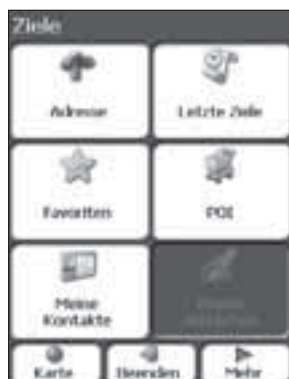 Ziele
Adresse
Letzte Ziele
Favoriten
POI
Meine
Kontakte
Karte
Beenden
Mehr